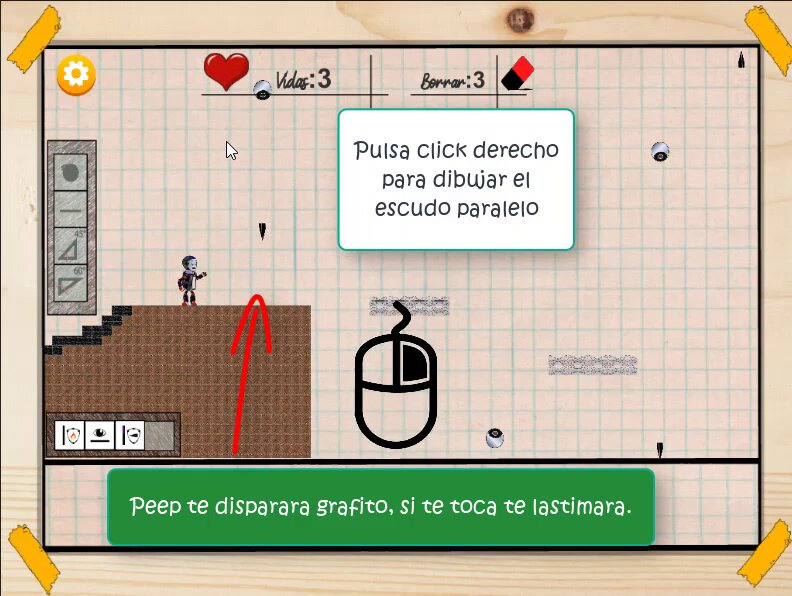 Vidas:3
Borrar:3
Pulsa click derecho
para dibujar el
escudo paralelo
45°
60°
Peep te disparara grafito, si te toca te lastimara.